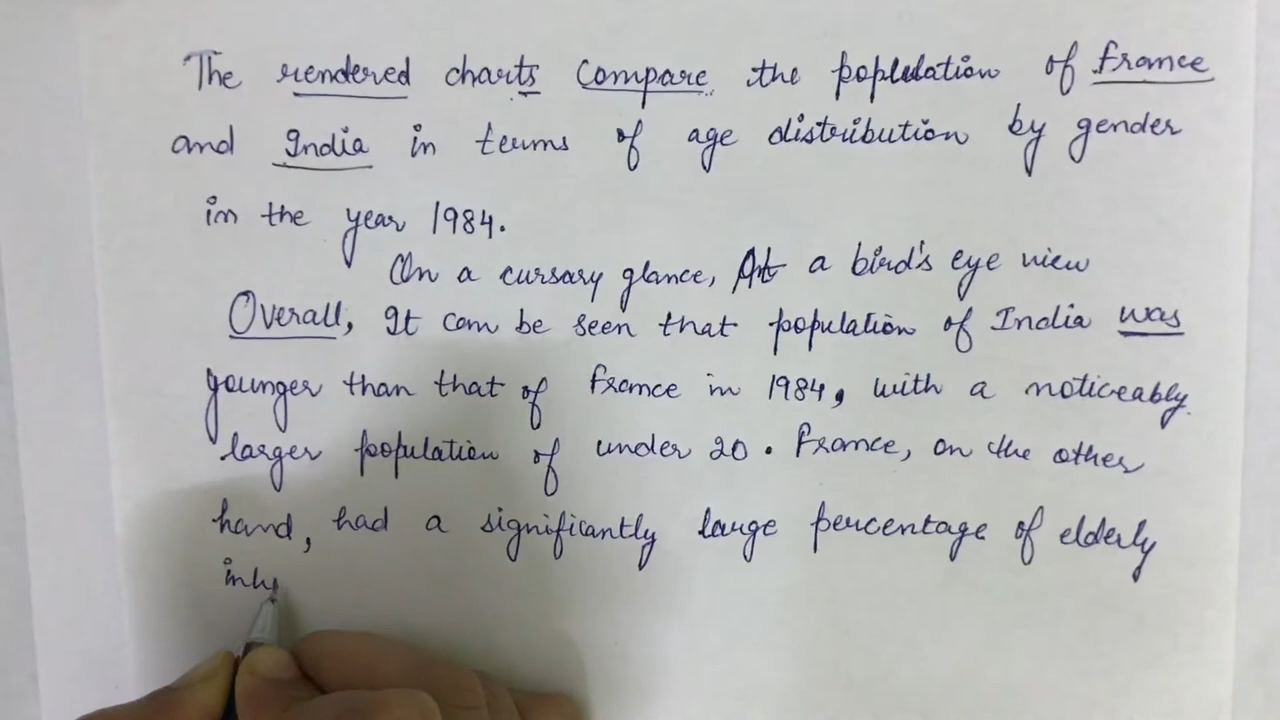 The rendered charts compare the population of france
and India in terms of age distribution by gender
in the year 1984.
On a cursary glance, At a bird's eye view
Overall, It can be seen that population of India was
younger than that of france in 1984, with a noticeably
larger population of under 20. France, on the other
hand, had a significantly large percentage of elderly
inh